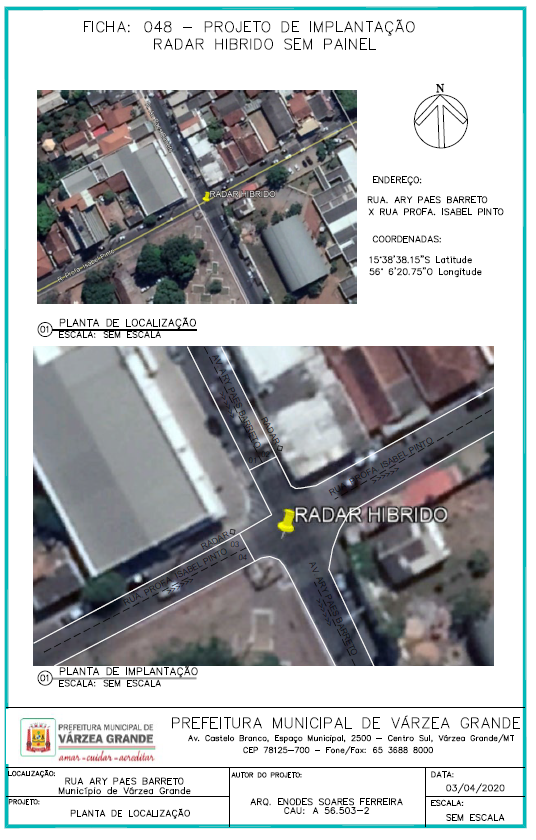 FICHA: 048 – PROJETO DE IMPLANTAÇÃO
RADAR HIBRIDO SEM PAINEL
N
RADAR HIBRIDO
R. Profa. Isabel Pinto
ENDEREÇO:
RUA. ARY PAES BARRETO
X RUA PROFA. ISABEL PINTO
COORDENADAS:
15°38'38.15"S Latitude
56° 6'20.75"O Longitude
01 PLANTA DE LOCALIZAÇÃO
ESCALA: SEM ESCALA
AV ARY PAES BARRETO
RADAR
RUA PROFA ISABEL PINTO
RADAR HIBRIDO
RADAR
03
04
RUA PROFA ISABEL PINTO
AV ARY PAES BARRETO
01 PLANTA DE IMPLANTAÇÃO
ESCALA: SEM ESCALA
PREFEITURA MUNICIPAL DE
VÁRZEA GRANDE
amar - cuidar - acreditar
PREFEITURA MUNICIPAL DE VÁRZEA GRANDE
Av. Castelo Branco, Espaço Municipal, 2500 – Centro Sul, Várzea Grande/MT
CEP 78125–700 – Fone/Fax: 65 3688 8000
LOCALIZAÇÃO:
RUA ARY PAES BARRETO
Município de Várzea Grande
PROJETO:
PLANTA DE LOCALIZAÇÃO
AUTOR DO PROJETO:
ARQ. ENODES SOARES FERREIRA
CAU: A 56.503–2
DATA:
03/04/2020
ESCALA:
SEM ESCALA